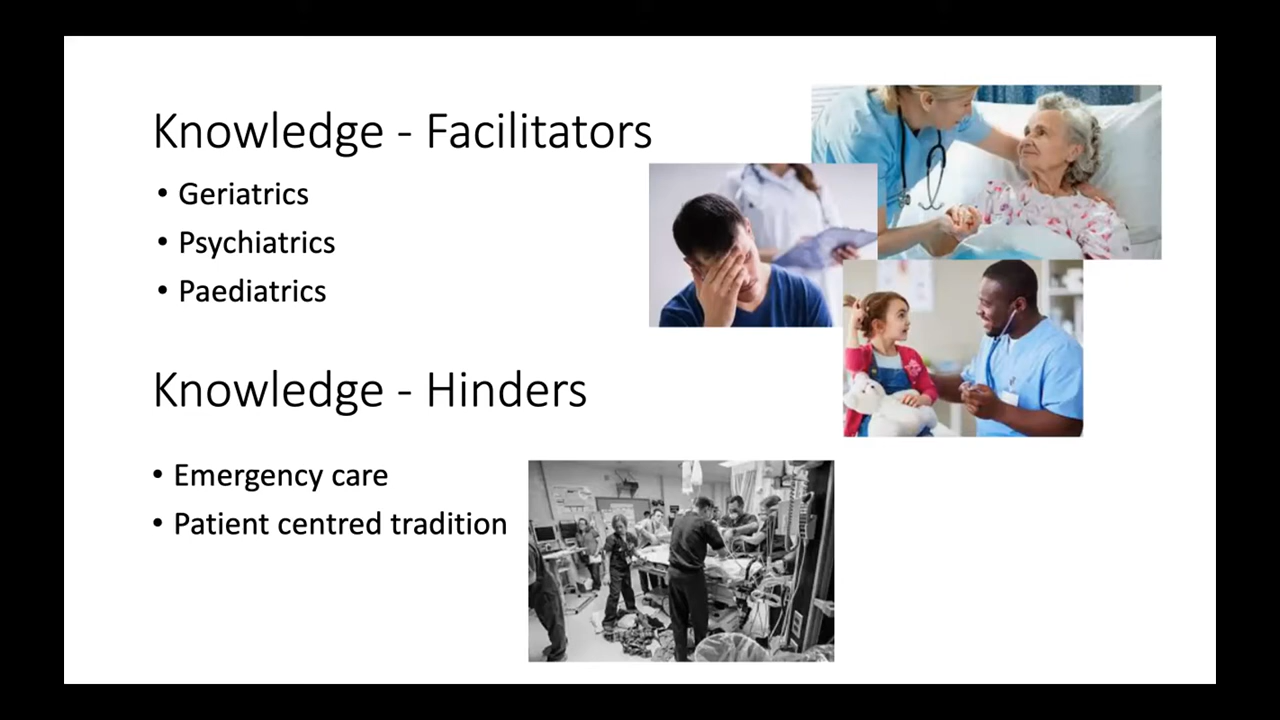 Knowledge - Facilitators
• Geriatrics
• Psychiatrics
• Paediatrics
Knowledge - Hinders
• Emergency care
• Patient centred tradition